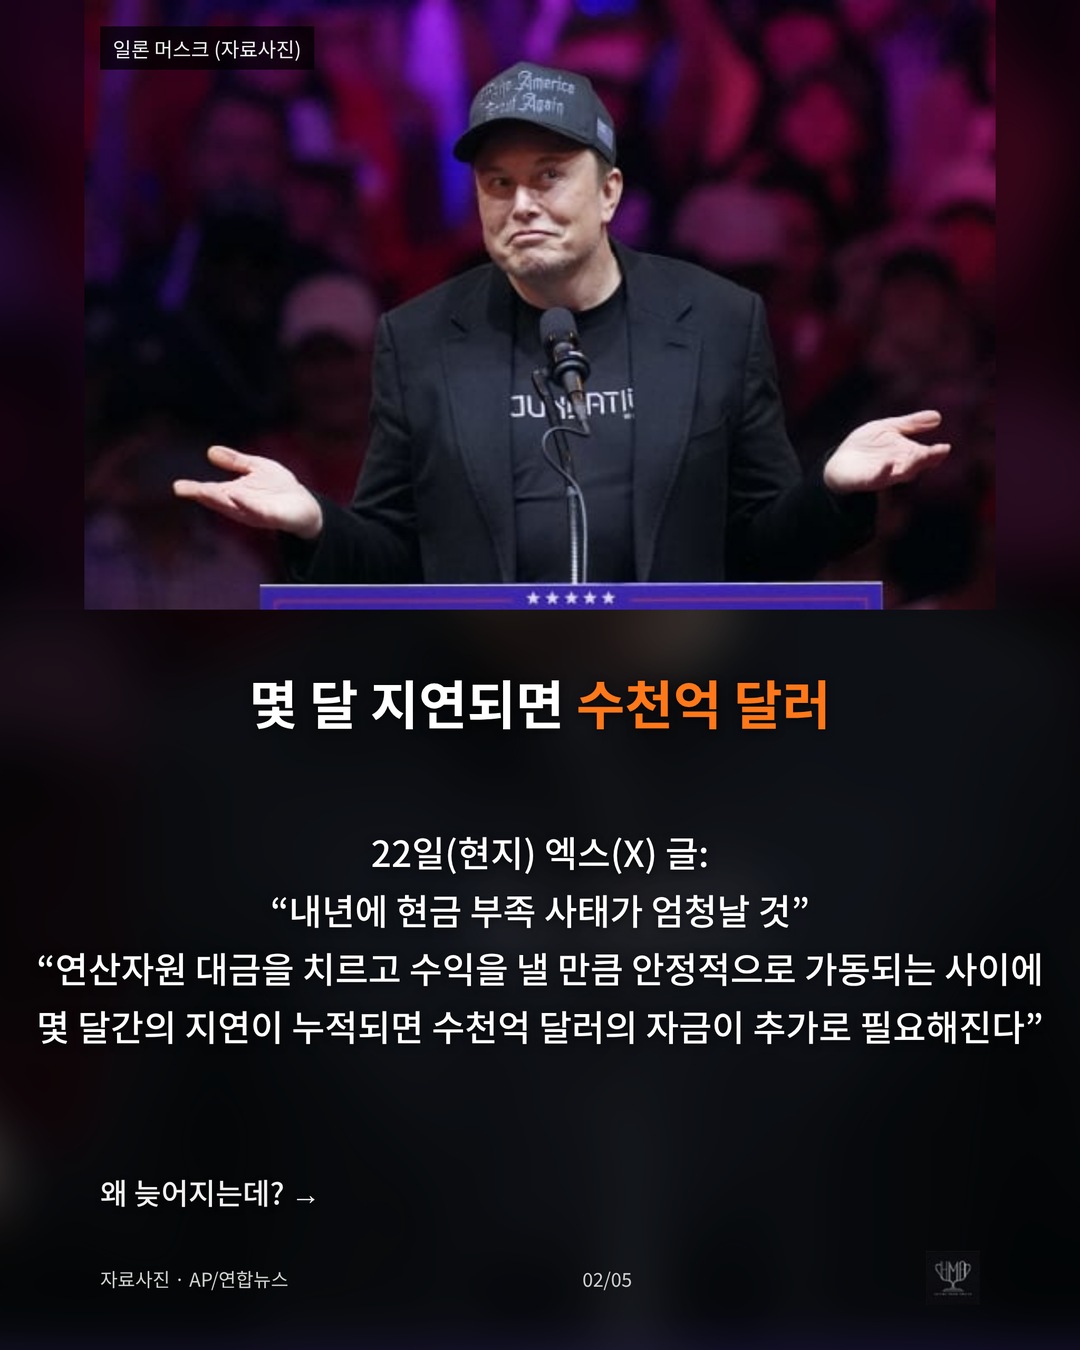 일론 머스크 (자료사진)
America
Again
★★★★★
몇 달 지연되면 수천억 달러
22일(현지) 엑스(X) 글:
“내년에 현금 부족 사태가 엄청날 것”
“연산자원 대금을 치르고 수익을 낼 만큼 안정적으로 가동되는 사이에
몇 달간의 지연이 누적되면 수천억 달러의 자금이 추가로 필요해진다”
왜 늦어지는데? →
자료사진 · AP/연합뉴스
02/05